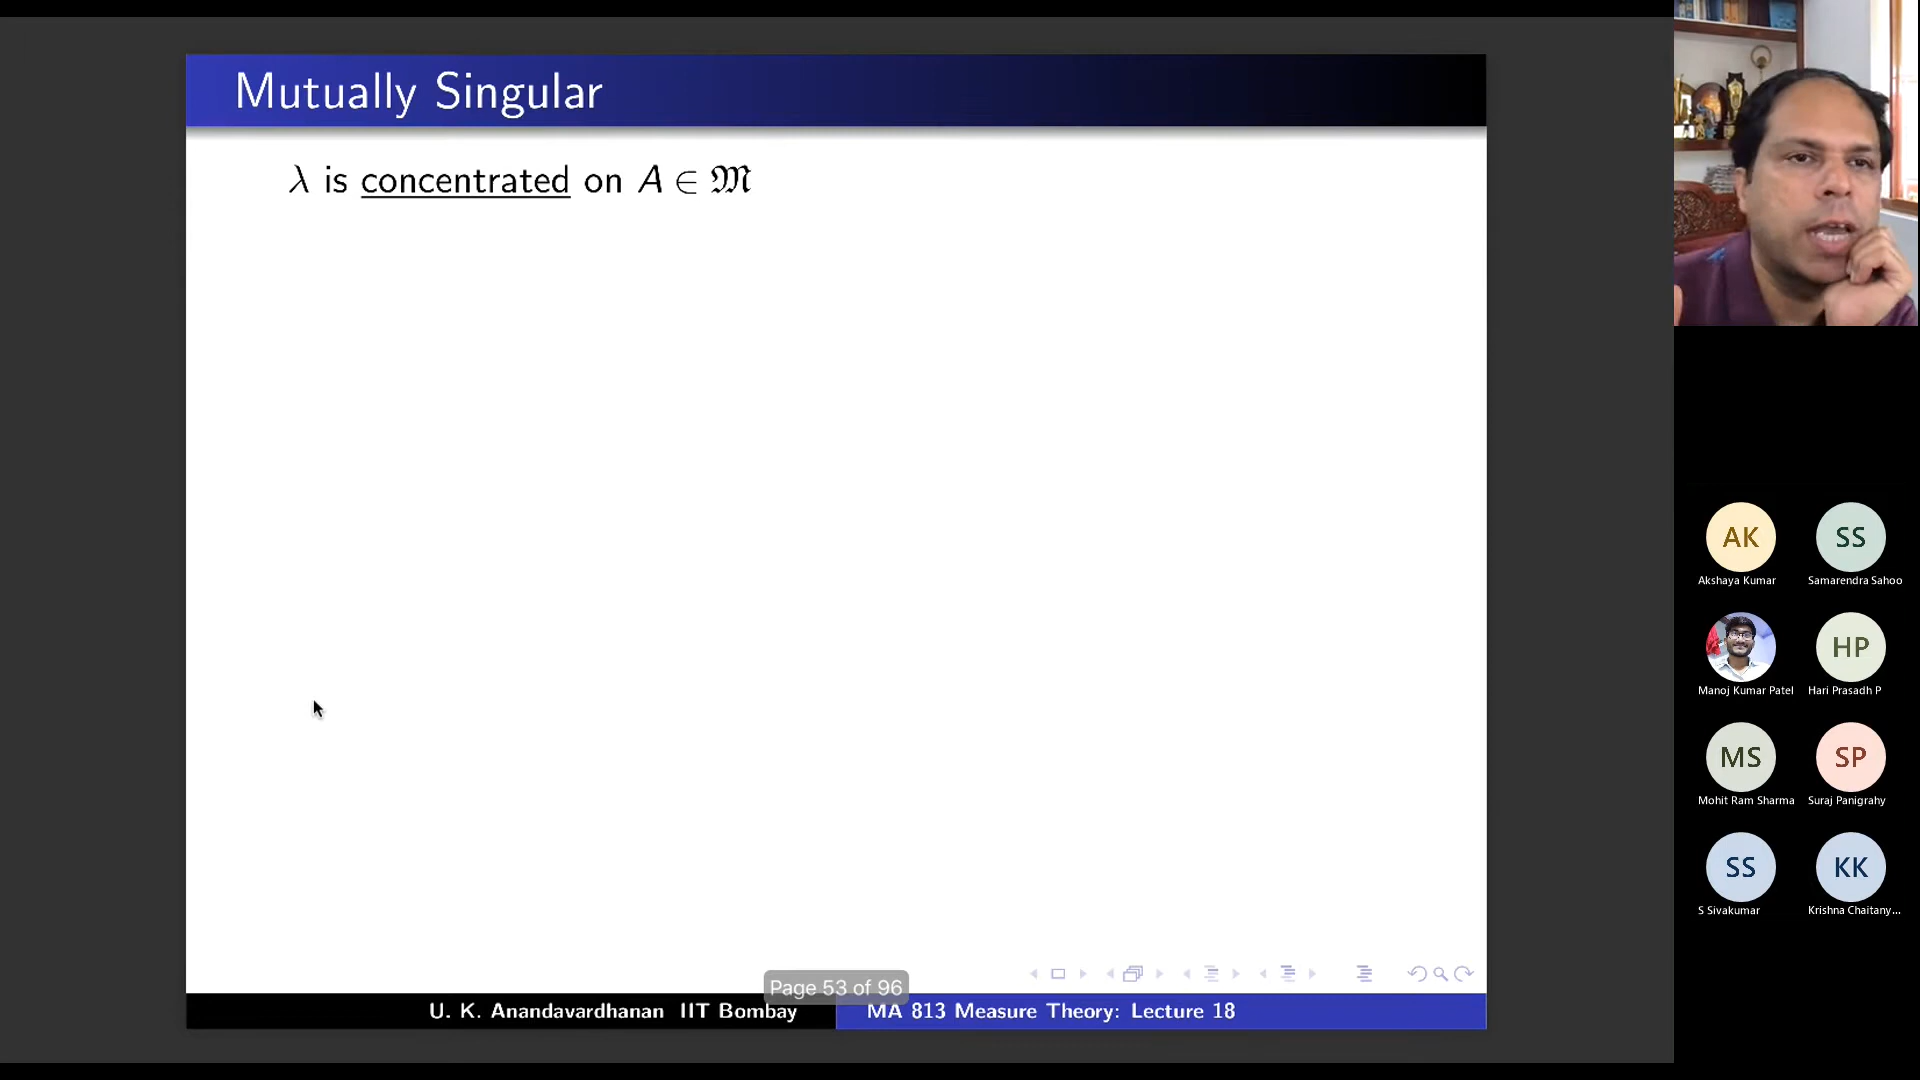 Mutually Singular
λ is concentrated on A ∈ 𝔐
Page 53 of 96
U. K. Anandavardhanan IIT Bombay
MA 813 Measure Theory: Lecture 18
AK
SS
Akshaya Kumar
Samarendra Sahoo
HP
Manoj Kumar Patel
Hari Prasadh P
MS
SP
Mohit Ram Sharma
Suraj Panigrahy
SS
KK
S Sivakumar
Krishna Chaitany...